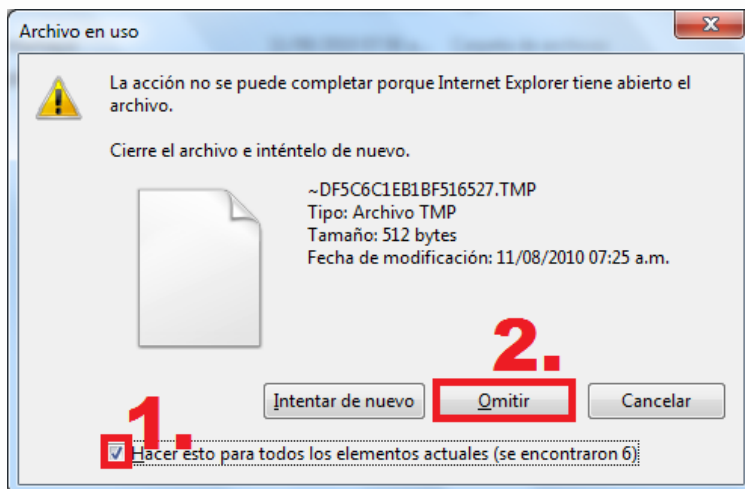 Archivo en uso
La acción no se puede completar porque Internet Explorer tiene abierto el
archivo.
Cierre el archivo e inténtelo de nuevo.
~DF5C6C1EB1BF516527.TMP
Tipo: Archivo TMP
Tamaño: 512 bytes
Fecha de modificación: 11/08/2010 07:25 a.m.
2.
Intentar de nuevo Omitir Cancelar
1.
Hacer esto para todos los elementos actuales (se encontraron 6)